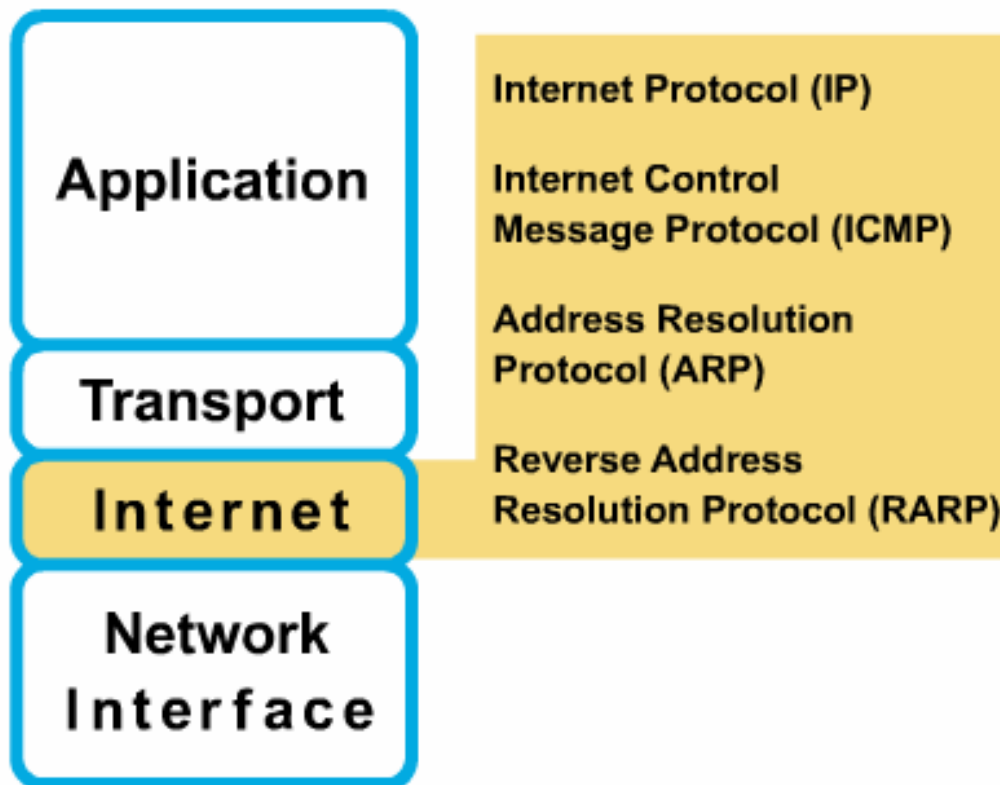 Application
Transport
Internet
Network
Interface
Internet Protocol (IP)
Internet Control
Message Protocol (ICMP)
Address Resolution
Protocol (ARP)
Reverse Address
Resolution Protocol (RARP)